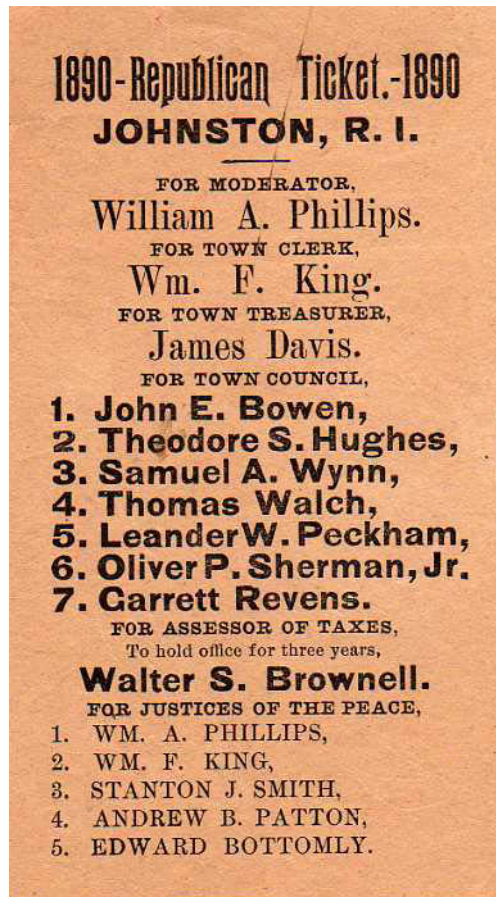 1890-Republican Ticket.-1890
JOHNSTON, R. I.
FOR MODERATOR,
William A. Phillips.
FOR TOWN CLERK,
Wm. F. King.
FOR TOWN TREASURER,
James Davis.
FOR TOWN COUNCIL,
1. John E. Bowen,
2. Theodore S. Hughes,
3. Samuel A. Wynn,
4. Thomas Walch,
5. Leander W. Peckham,
6. Oliver P. Sherman, Jr.
7. Garrett Revens.
FOR ASSESSOR OF TAXES,
To hold office for three years,
Walter S. Brownell.
FOR JUSTICES OF THE PEACE,
1. WM. A. PHILLIPS,
2. WM. F. KING,
3. STANTON J. SMITH,
4. ANDREW B. PATTON,
5. EDWARD BOTTOMLY.